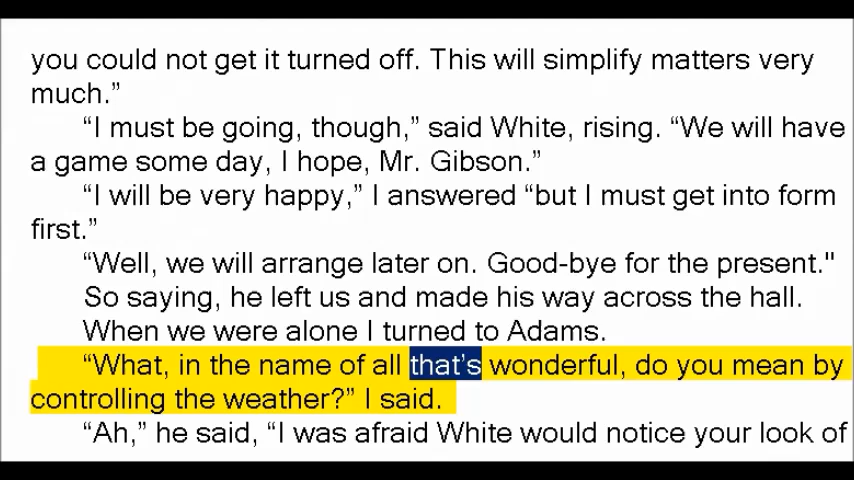 you could not get it turned off. This will simplify matters very
much.”
“I must be going, though,” said White, rising. “We will have
a game some day, I hope, Mr. Gibson.”
“I will be very happy,” I answered “but I must get into form
first.”
“Well, we will arrange later on. Good-bye for the present."
So saying, he left us and made his way across the hall.
When we were alone I turned to Adams.
“What, in the name of all that’s wonderful, do you mean by
controlling the weather?” I said.
“Ah,” he said, “I was afraid White would notice your look of